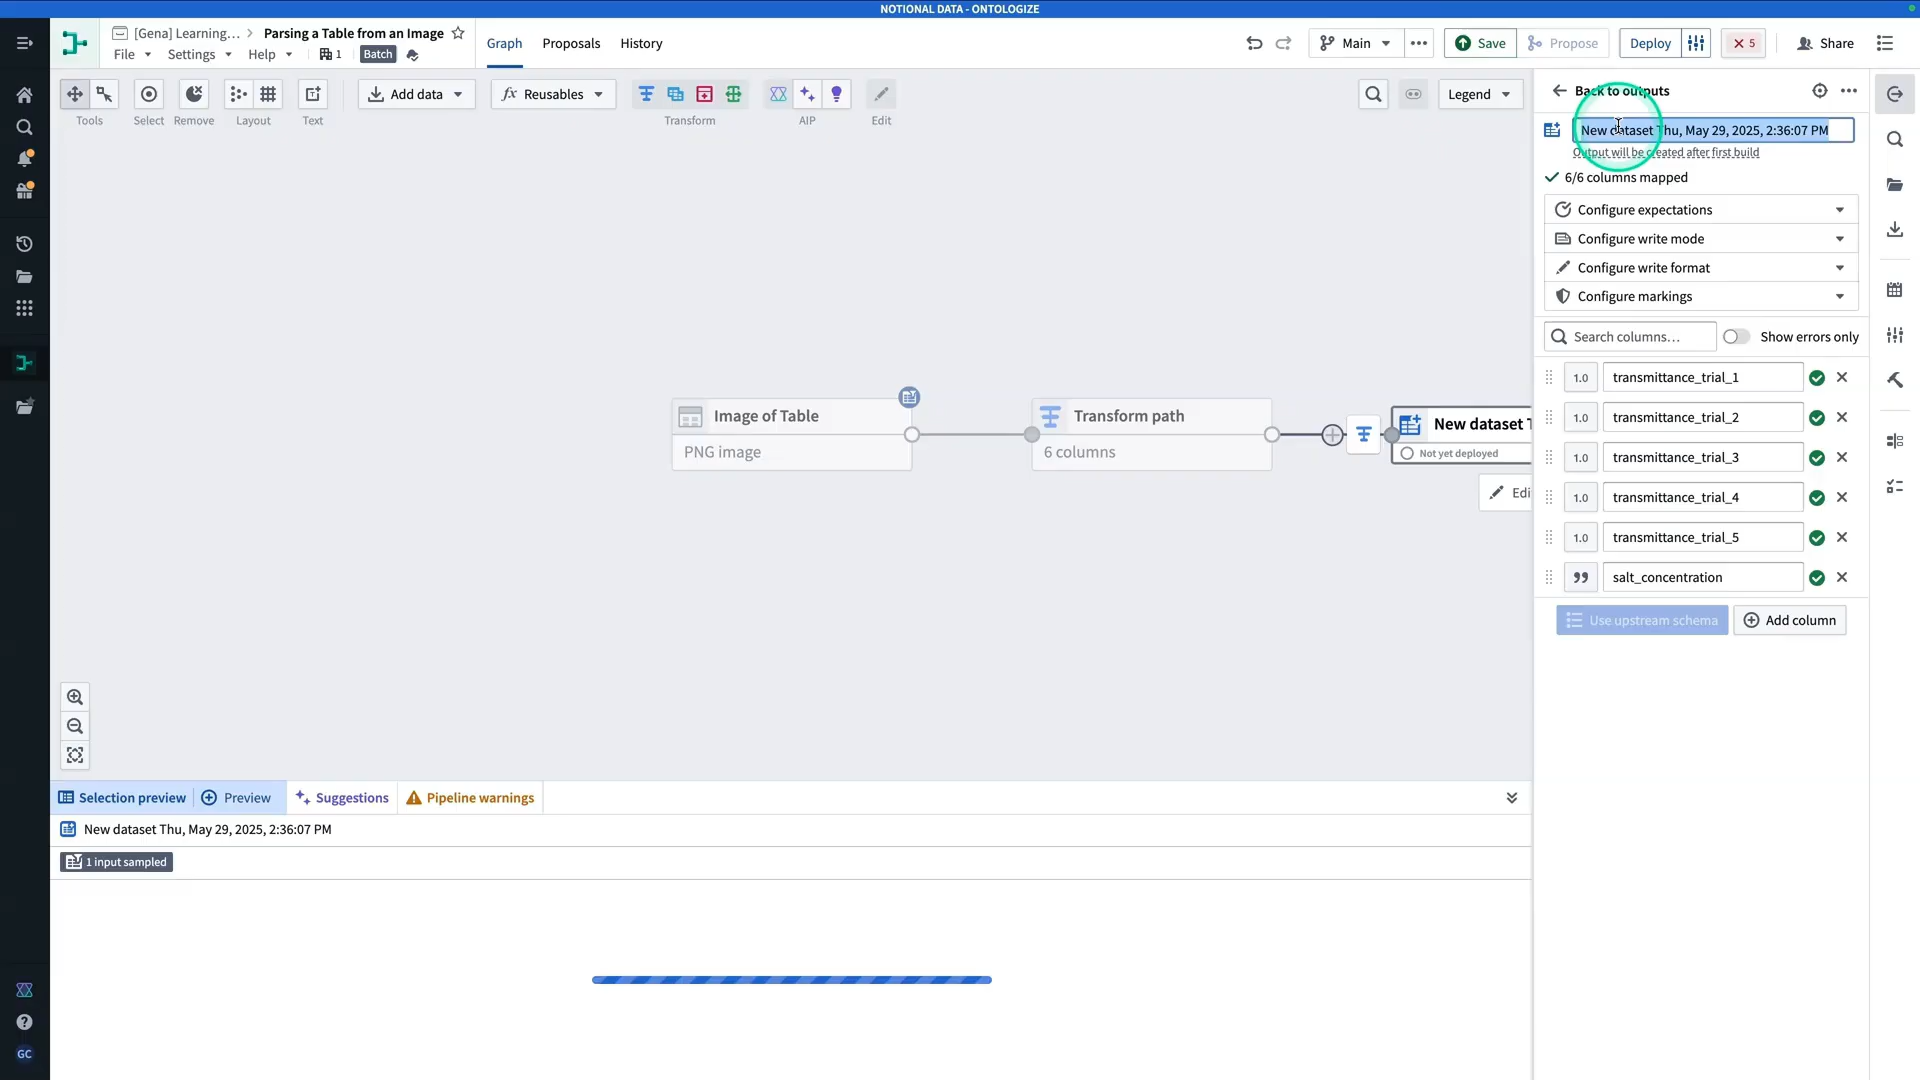 NOTIONAL DATA - ONTOLOGIZE
[Gena] Learning... > Parsing a Table from an Image
File Settings Help 1 Batch
Graph Proposals History
Main Save Propose Deploy 5 Share
Add data fx Reusables Legend
Tools Select Remove Layout Text Transform AIP Edit
Back to outputs
New dataset Thu, May 29, 2025, 2:36:07 PM
Output will be created after first build
6/6 columns mapped
Configure expectations
Configure write mode
Configure write format
Configure markings
Search columns... Show errors only
1.0 transmittance_trial_1
1.0 transmittance_trial_2
1.0 transmittance_trial_3
1.0 transmittance_trial_4
1.0 transmittance_trial_5
salt_concentration
Use upstream schema Add column
Image of Table
PNG image
Transform path
6 columns
New dataset T
Not yet deployed
Edi
Selection preview Preview Suggestions Pipeline warnings
New dataset Thu, May 29, 2025, 2:36:07 PM
1 input sampled
GC